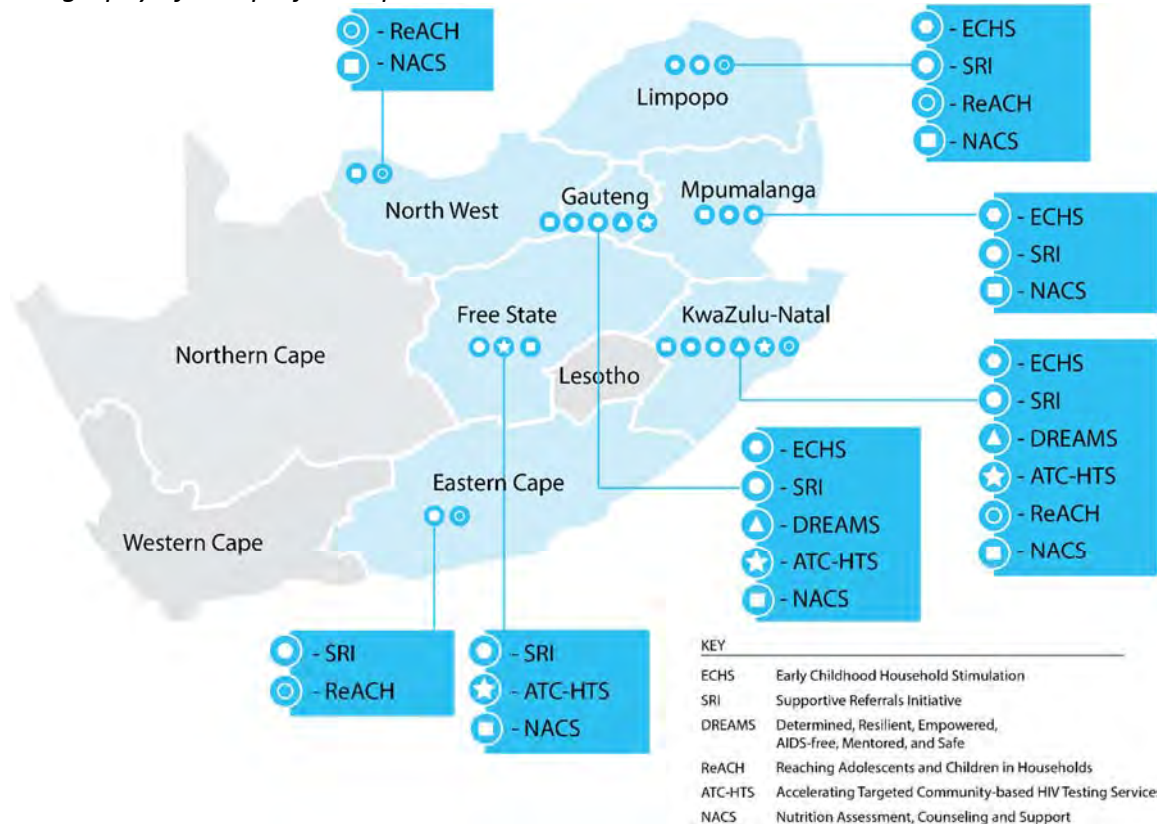 - ReACH
- NACS
- ECHS
- SRI
- ReACH
- NACS
Limpopo
North West
Gauteng
Mpumalanga
- ECHS
- SRI
- NACS
Free State
KwaZulu-Natal
Northern Cape
Lesotho
- ECHS
- SRI
- DREAMS
- ATC-HTS
- ReACH
- NACS
Eastern Cape
Western Cape
- ECHS
- SRI
- DREAMS
- ATC-HTS
- NACS
- SRI
- ReACH
- SRI
- ATC-HTS
- NACS
KEY
ECHS Early Childhood Household Stimulation
SRI Supportive Referrals Initiative
DREAMS Determined, Resilient, Empowered,
AIDS-free, Mentored, and Safe
ReACH Reaching Adolescents and Children in Households
ATC-HTS Accelerating Targeted Community-based HIV Testing Service
NACS Nutrition Assessment, Counseling and Support